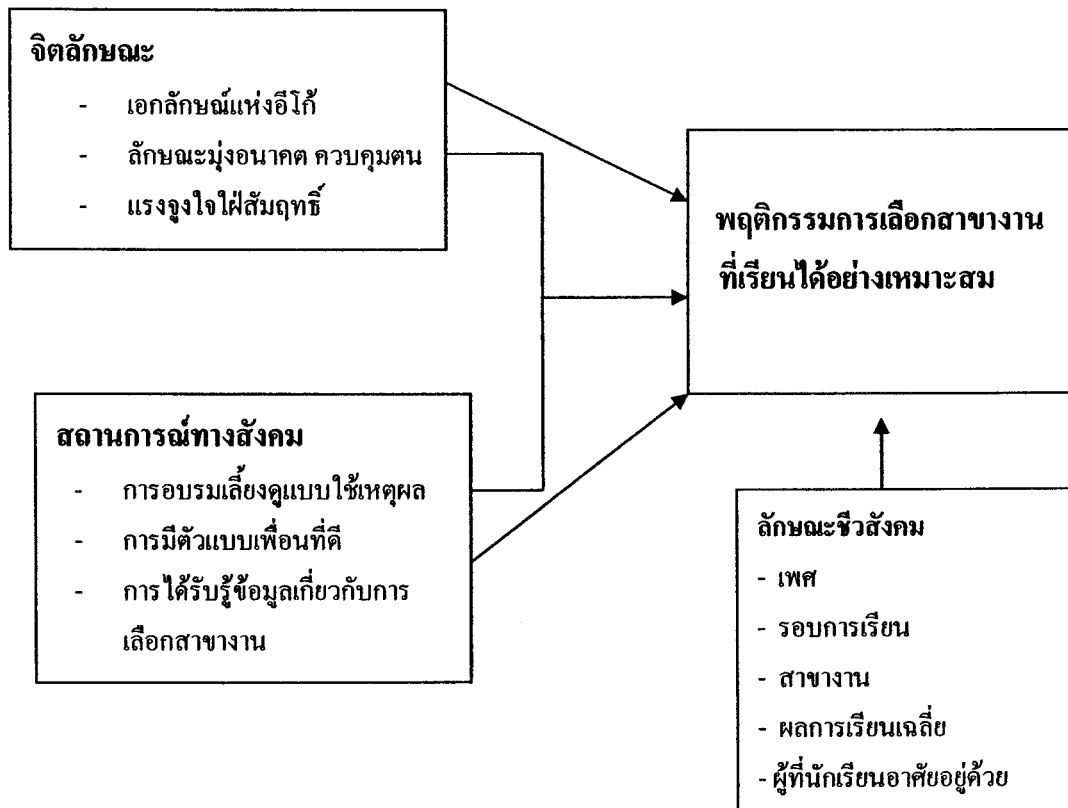 จิตลักษณะ
- เอกลักษณ์แห่งอีโก้
- ลักษณะมุ่งอนาคต ควบคุมตน
- แรงจูงใจใฝ่สัมฤทธิ์
พฤติกรรมการเลือกสาขางาน
ที่เรียนได้อย่างเหมาะสม
สถานการณ์ทางสังคม
- การอบรมเลี้ยงดูแบบใช้เหตุผล
- การมีตัวแบบเพื่อนที่ดี
- การได้รับรู้ข้อมูลเกี่ยวกับการ
เลือกสาขางาน
ลักษณะชีวสังคม
- เพศ
- รอบการเรียน
- สาขางาน
- ผลการเรียนเฉลี่ย
- ผู้ที่นักเรียนอาศัยอยู่ด้วย